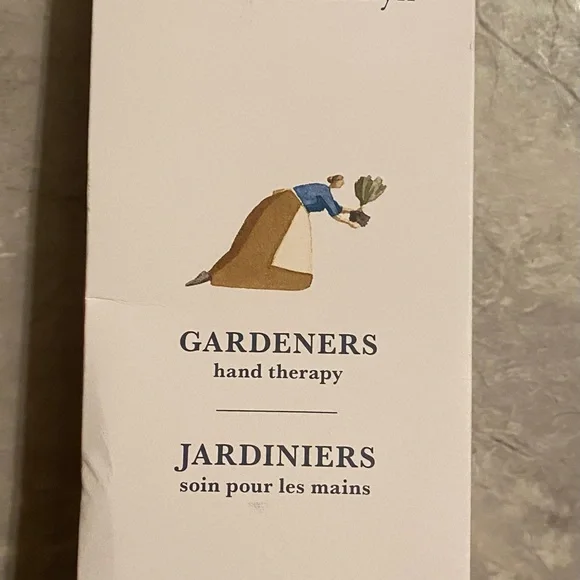 GARDENERS
hand therapy
JARDINIERS
soin pour les mains